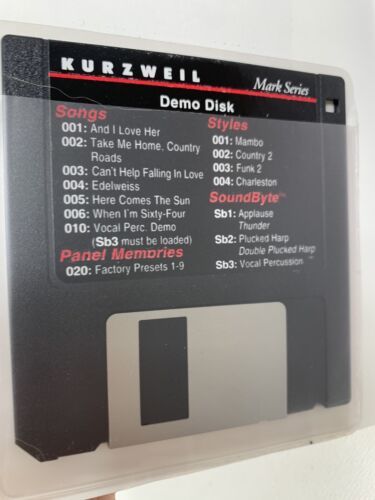 KURZWEIL
Mark Series
Demo Disk
Songs
001: And I Love Her
002: Take Me Home, Country
Roads
003: Can't Help Falling In Love
004: Edelweiss
005: Here Comes The Sun
006: When I'm Sixty-Four
010: Vocal Perc. Demo
(Sb3 must be loaded)
Panel Memories
020: Factory Presets 1-9
Styles
001: Mambo
002: Country 2
003: Funk 2
004: Charleston
SoundByte™
Sb1: Applause
Thunder
Sb2: Plucked Harp
Double Plucked Harp
Sb3: Vocal Percussion